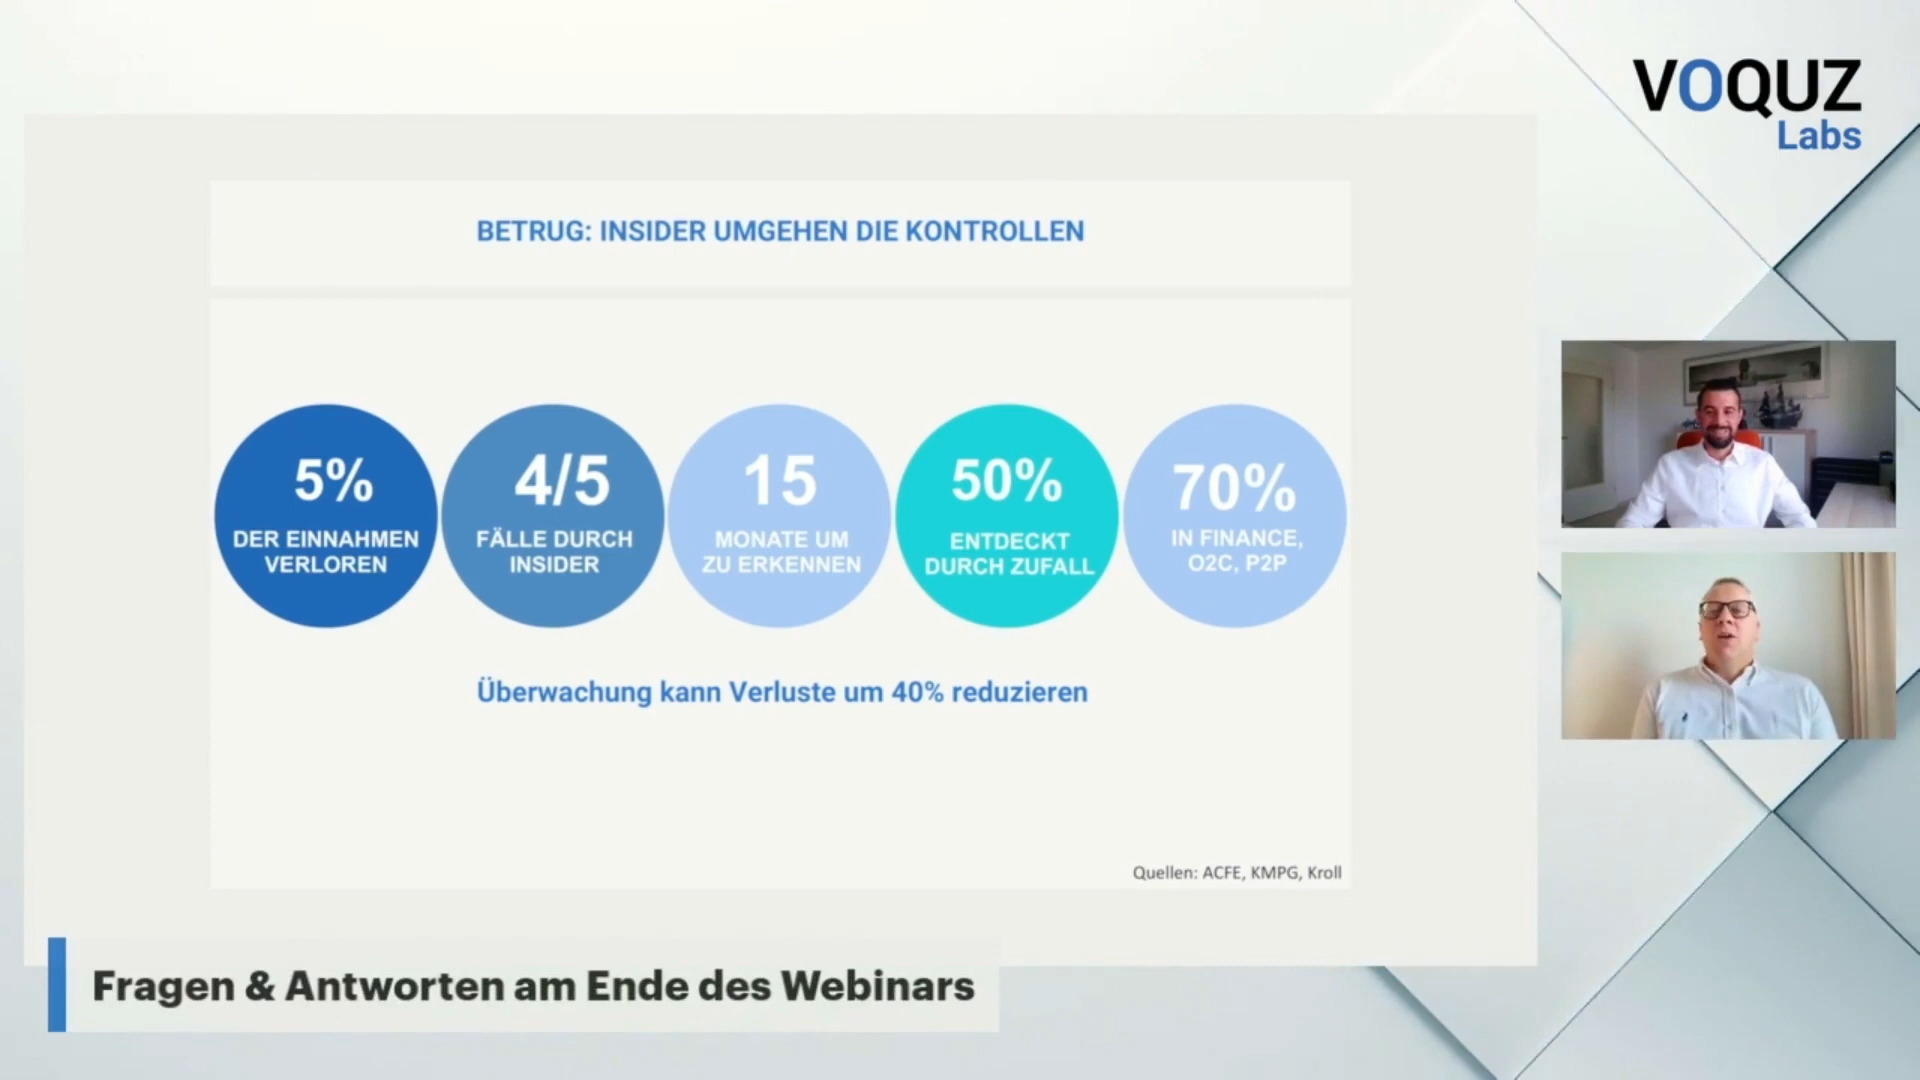 VOQUZ
Labs
BETRUG: INSIDER UMGEHEN DIE KONTROLLEN
5%
DER EINNAHMEN
VERLOREN
4/5
FÄLLE DURCH
INSIDER
15
MONATE UM
ZU ERKENNEN
50%
ENTDECKT
DURCH ZUFALL
70%
IN FINANCE,
O2C, P2P
Überwachung kann Verluste um 40% reduzieren
Quellen: ACFE, KMPG, Kroll
Fragen & Antworten am Ende des Webinars